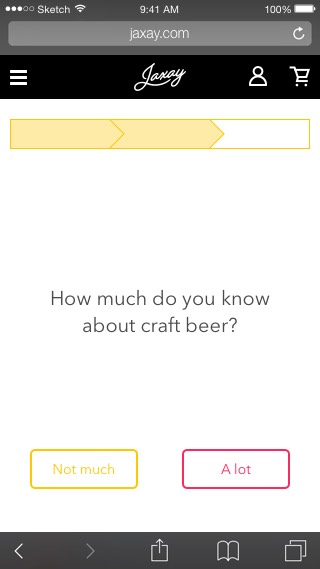 Sketch 9:41 AM 100%
jaxay.com
Jaxay
How much do you know
about craft beer?
Not much A lot